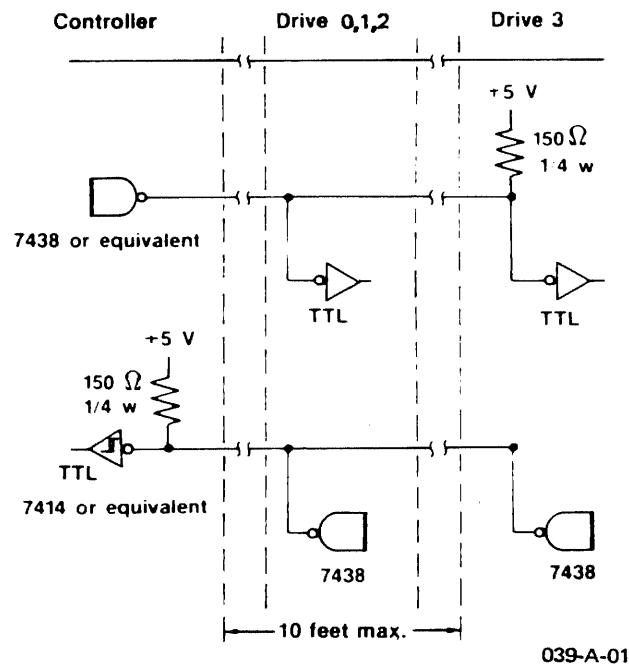 Controller
Drive 0,1,2
Drive 3
+5 V
150 Ω
1/4 w
7438 or equivalent
TTL
TTL
+5 V
150 Ω
1/4 w
TTL
7414 or equivalent
7438
7438
10 feet max.
039-A-01